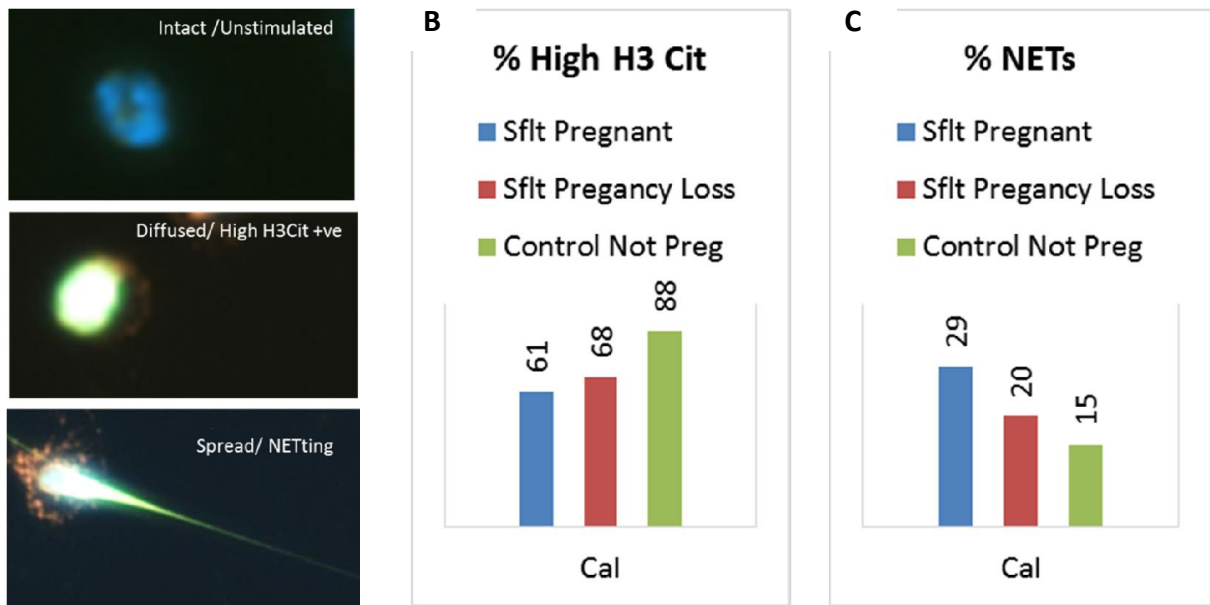 Intact /Unstimulated
Diffused/ High H3Cit +ve
Spread/ NETting
B
% High H3 Cit
Sflt Pregnant
Sflt Pregancy Loss
Control Not Preg
61
68
88
Cal
C
% NETs
Sflt Pregnant
Sflt Pregancy Loss
Control Not Preg
29
20
15
Cal